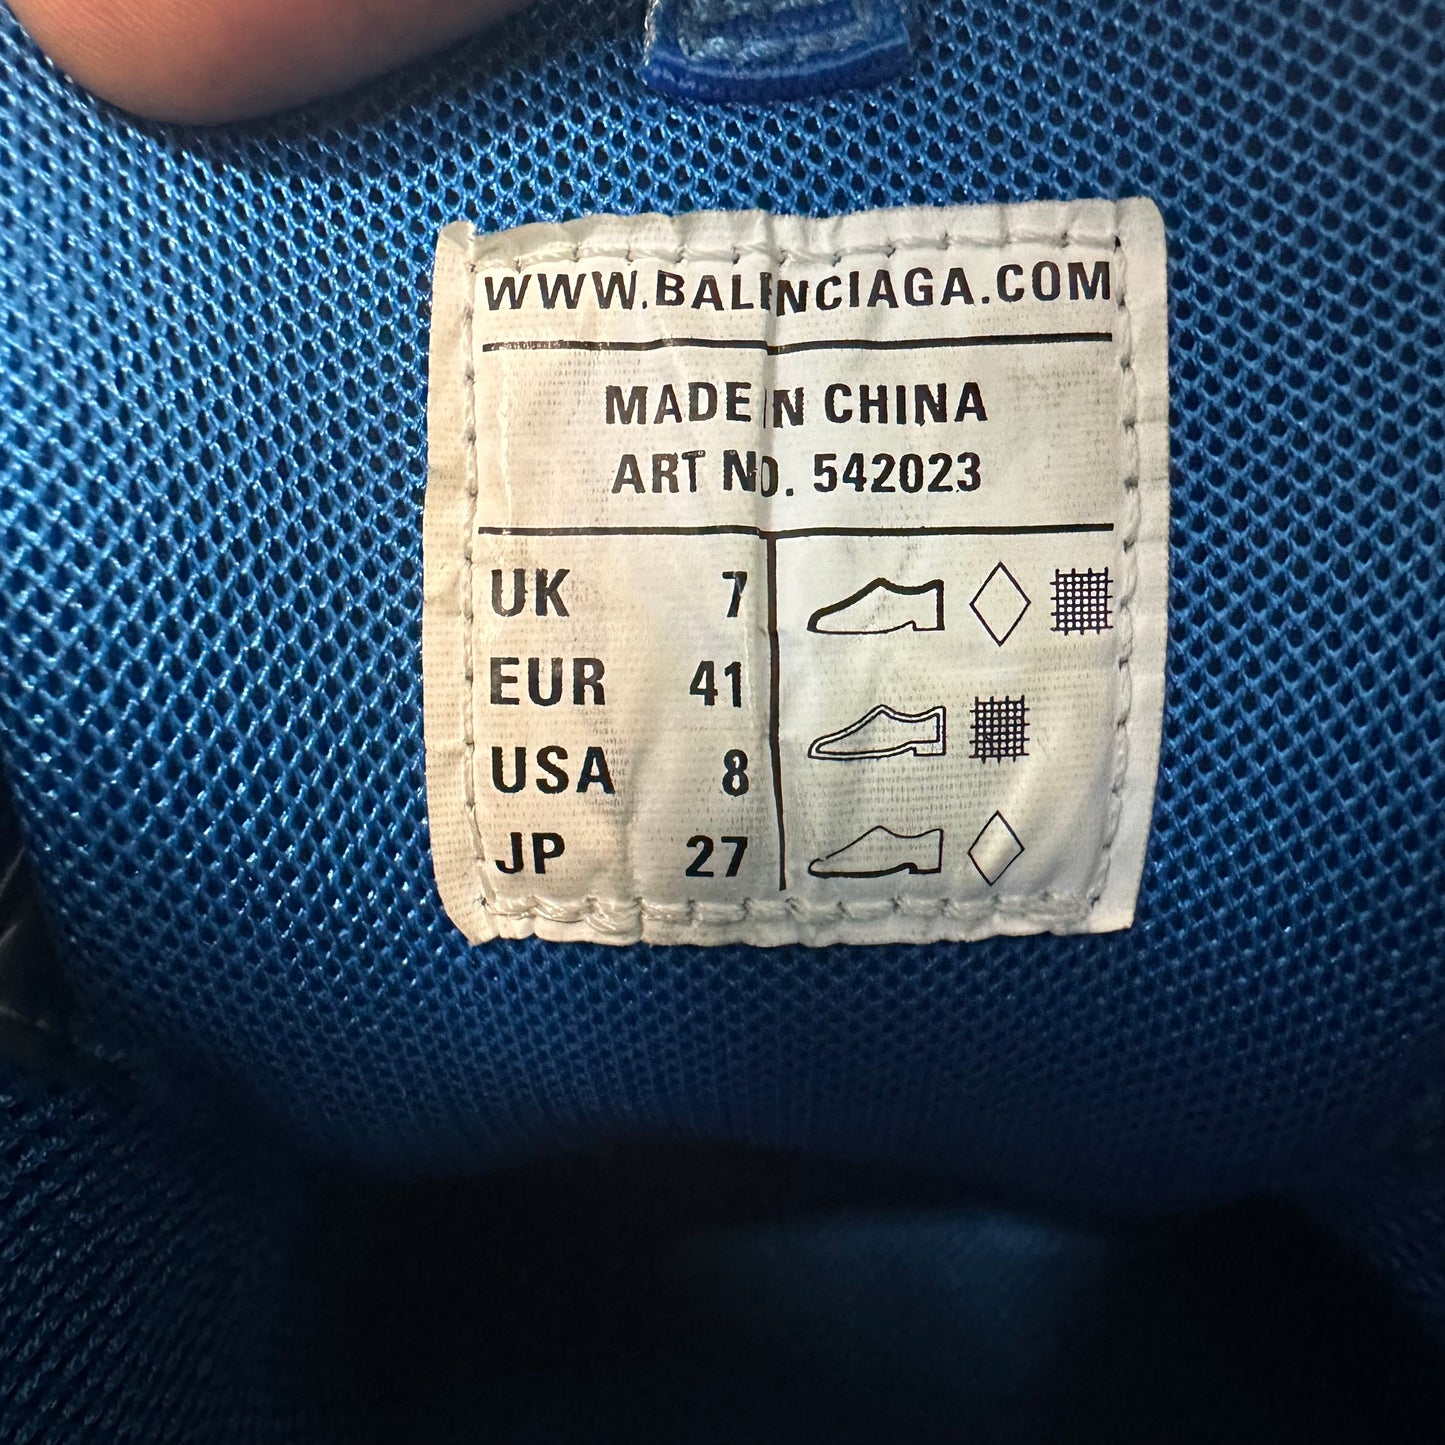 WWW.BALENCIAGA.COM
MADE IN CHINA
ART NO. 542023
UK 7
EUR 41
USA 8
JP 27